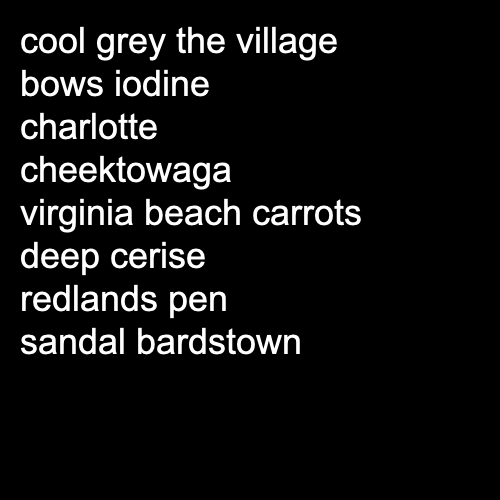 cool grey the village
bows iodine
charlotte
cheektowaga
virginia beach carrots
deep cerise
redlands pen
sandal bardstown